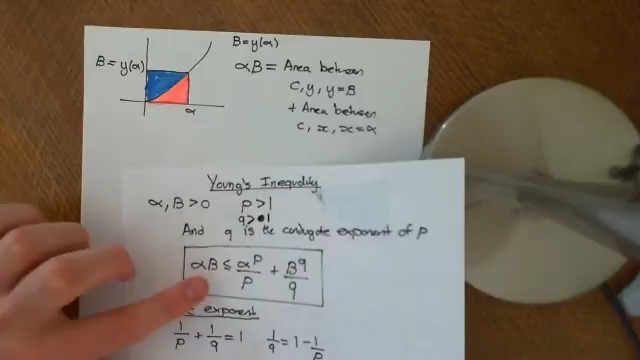 B=y(α)
B=y(α)
αB = Area between
C, y, y=B
+ Area between
C, x, x=α
α
Young's Inequality
α, B>0 p>1
q>1
And q is the conjugate exponent of p
αB ≤ α^p/p + B^q/q
exponent
1/p + 1/q = 1 1/q = 1 - 1/p